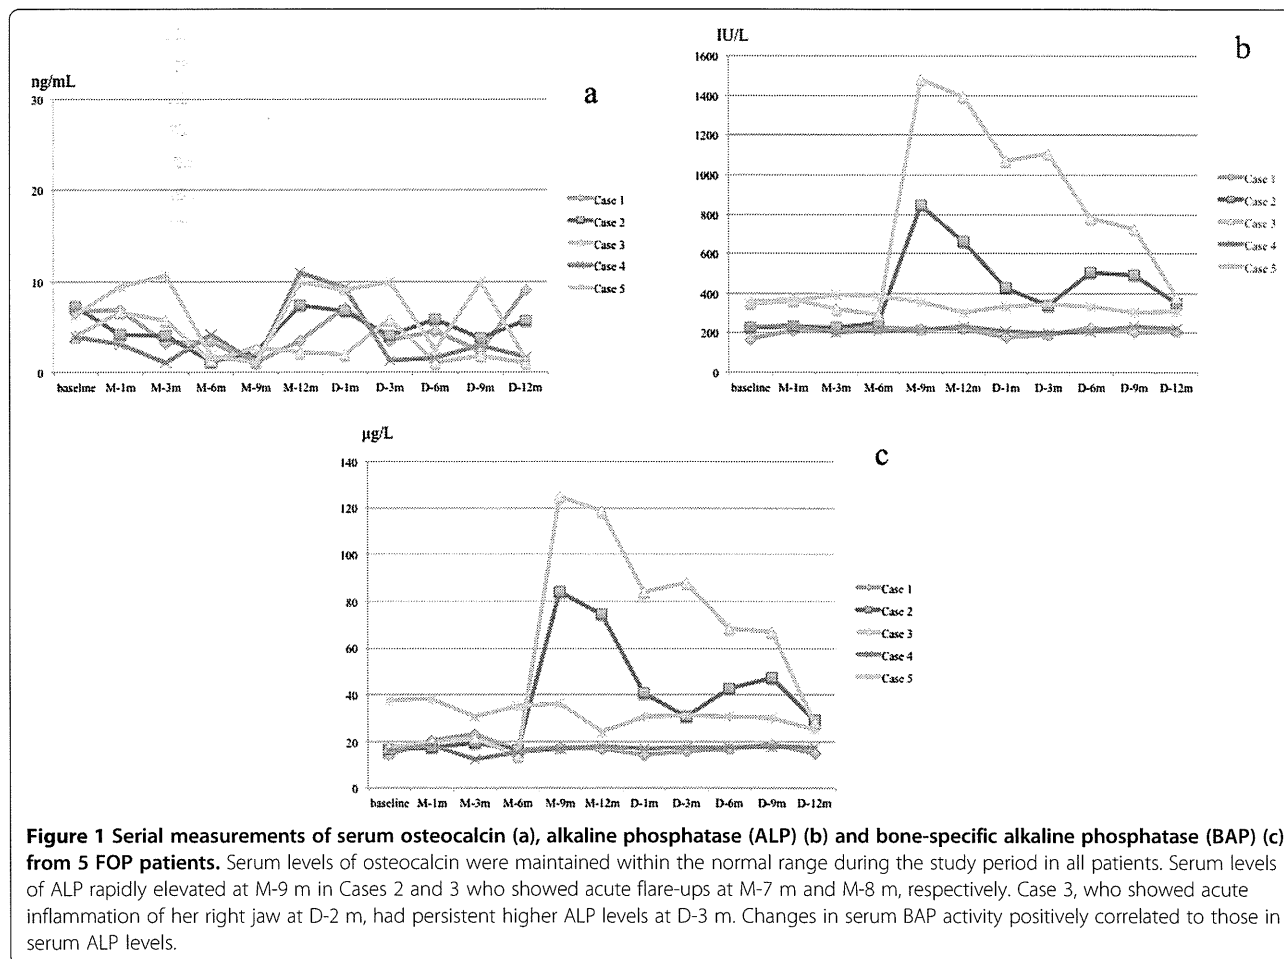 ng/mL
a
30
20
10
0
baseline M-1m M-3m M-6m M-9m M-12m D-1m D-3m D-6m D-9m D-12m
Case 1
Case 2
Case 3
Case 4
Case 5
IU/L
b
1600
1400
1200
1000
800
600
400
200
0
baseline M-1m M-3m M-6m M-9m M-12m D-1m D-3m D-6m D-9m D-12m
Case 1
Case 2
Case 3
Case 4
Case 5
µg/L
c
140
120
100
80
60
40
20
0
baseline M-1m M-3m M-6m M-9m M-12m D-1m D-3m D-6m D-9m D-12m
Case 1
Case 2
Case 3
Case 4
Case 5
Figure 1 Serial measurements of serum osteocalcin (a), alkaline phosphatase (ALP) (b) and bone-specific alkaline phosphatase (BAP) (c)
from 5 FOP patients. Serum levels of osteocalcin were maintained within the normal range during the study period in all patients. Serum levels
of ALP rapidly elevated at M-9 m in Cases 2 and 3 who showed acute flare-ups at M-7 m and M-8 m, respectively. Case 3, who showed acute
inflammation of her right jaw at D-2 m, had persistent higher ALP levels at D-3 m. Changes in serum BAP activity positively correlated to those in
serum ALP levels.